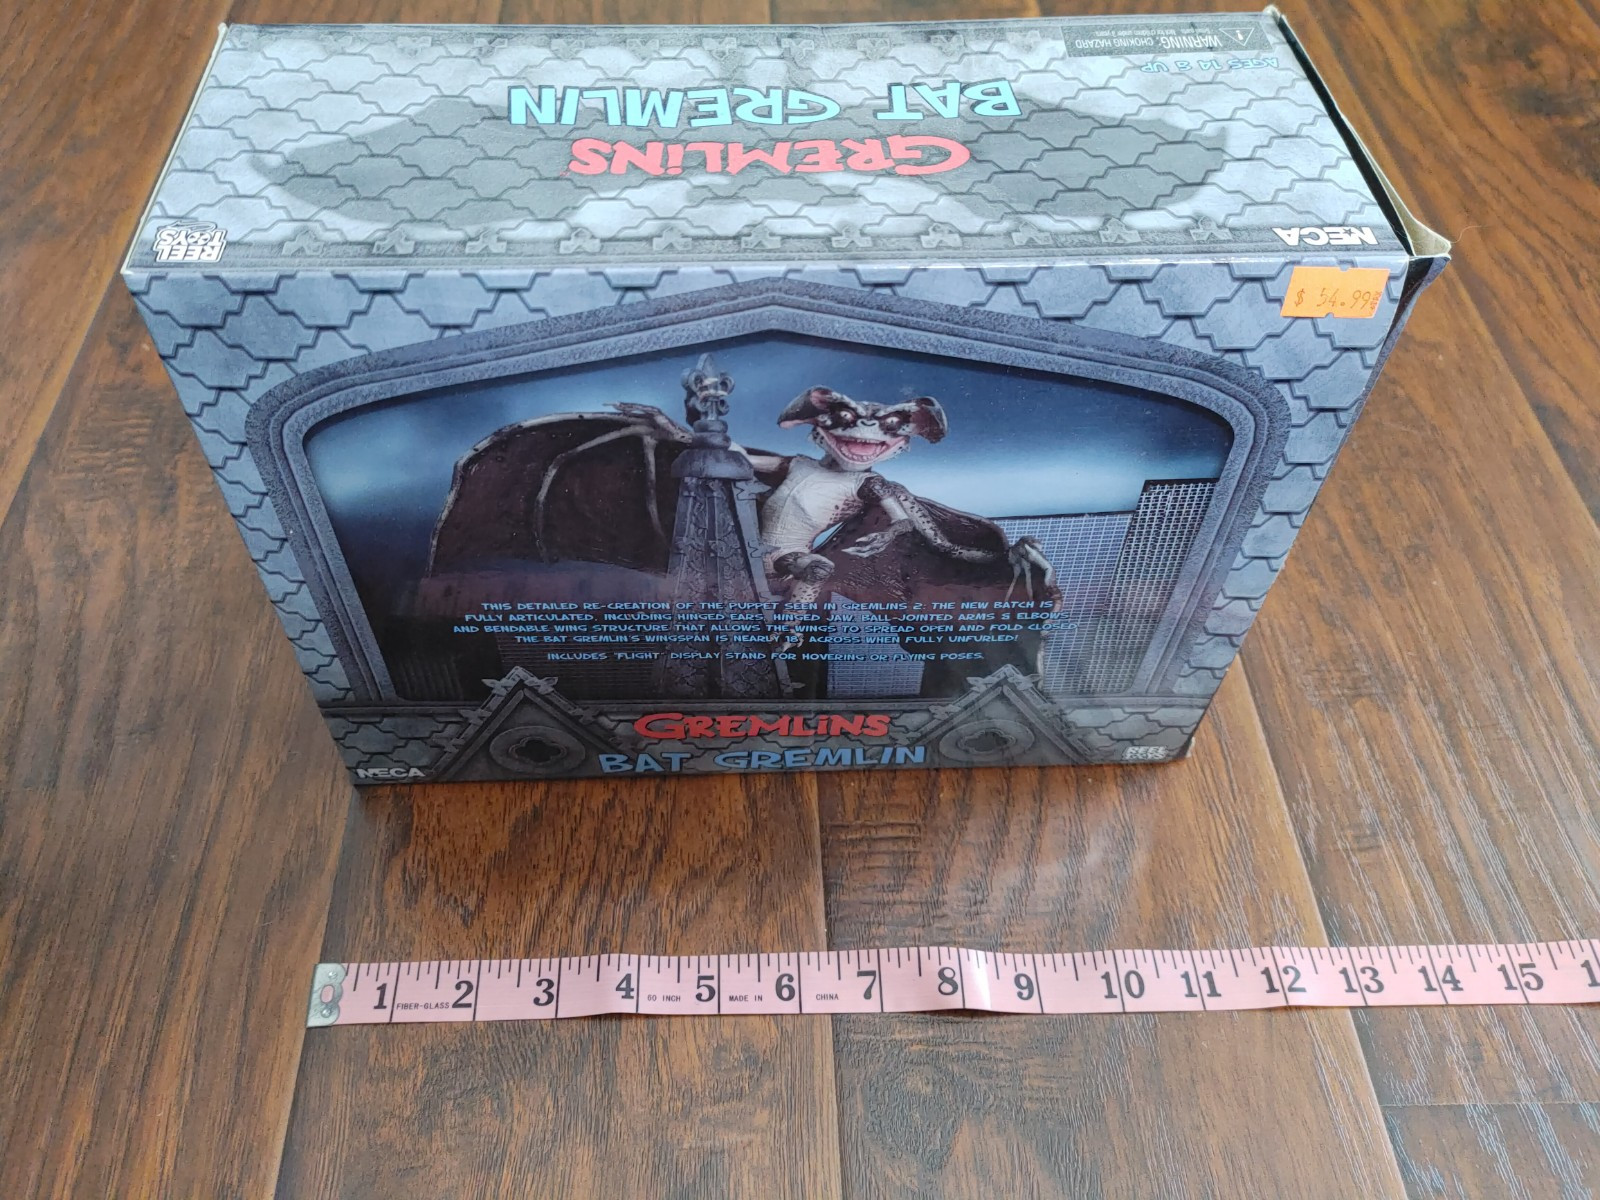 WARNING: CHOKING HAZARD
AGES 14 & UP
BAT GREMLIN
GREMLiNS
NECA
REEL TOYS
$ 54.99
THIS DETAILED RE-CREATION OF THE PUPPET SEEN IN GREMLINS 2: THE NEW BATCH IS
FULLY ARTICULATED, INCLUDING HINGED EARS, HINGED JAW, BALL-JOINTED ARMS & ELBOWS
AND BENDABLE WING STRUCTURE THAT ALLOWS THE WINGS TO SPREAD OPEN AND FOLD CLOSED.
THE BAT GREMLIN'S WINGSPAN IS NEARLY 18" ACROSS WHEN FULLY UNFURLED!
INCLUDES "FLIGHT" DISPLAY STAND FOR HOVERING OR FLYING POSES.
GREMLiNS
BAT GREMLIN
NECA
REEL TOYS
1 FIBER-GLASS 2 3 4 60 INCH 5 MADE IN 6 CHINA 7 8 9 10 11 12 13 14 15 1